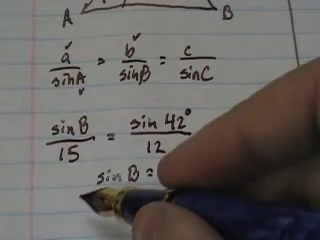 A B
a/sinA = b/sinB = c/sinC
sinB/15 = sin 42°/12
sin B =